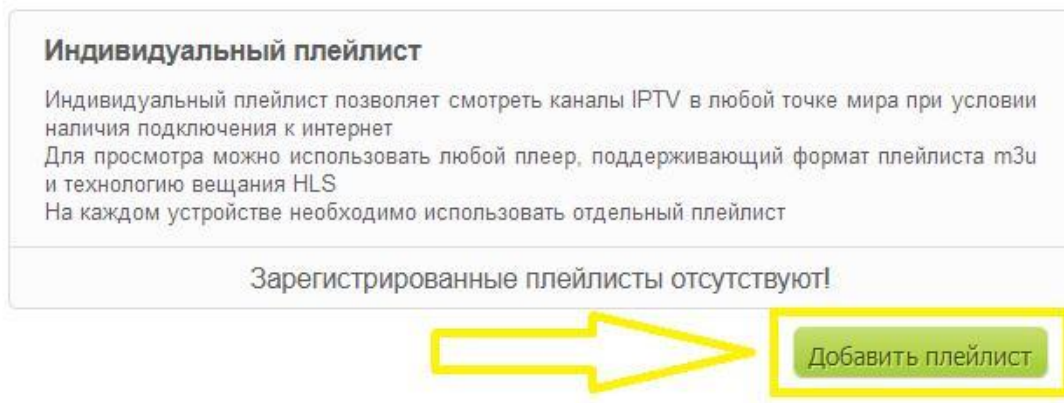 Индивидуальный плейлист
Индивидуальный плейлист позволяет смотреть каналы IPTV в любой точке мира при условии
наличия подключения к интернет
Для просмотра можно использовать любой плеер, поддерживающий формат плейлиста m3u
и технологию вещания HLS
На каждом устройстве необходимо использовать отдельный плейлист
Зарегистрированные плейлисты отсутствуют!
Добавить плейлист